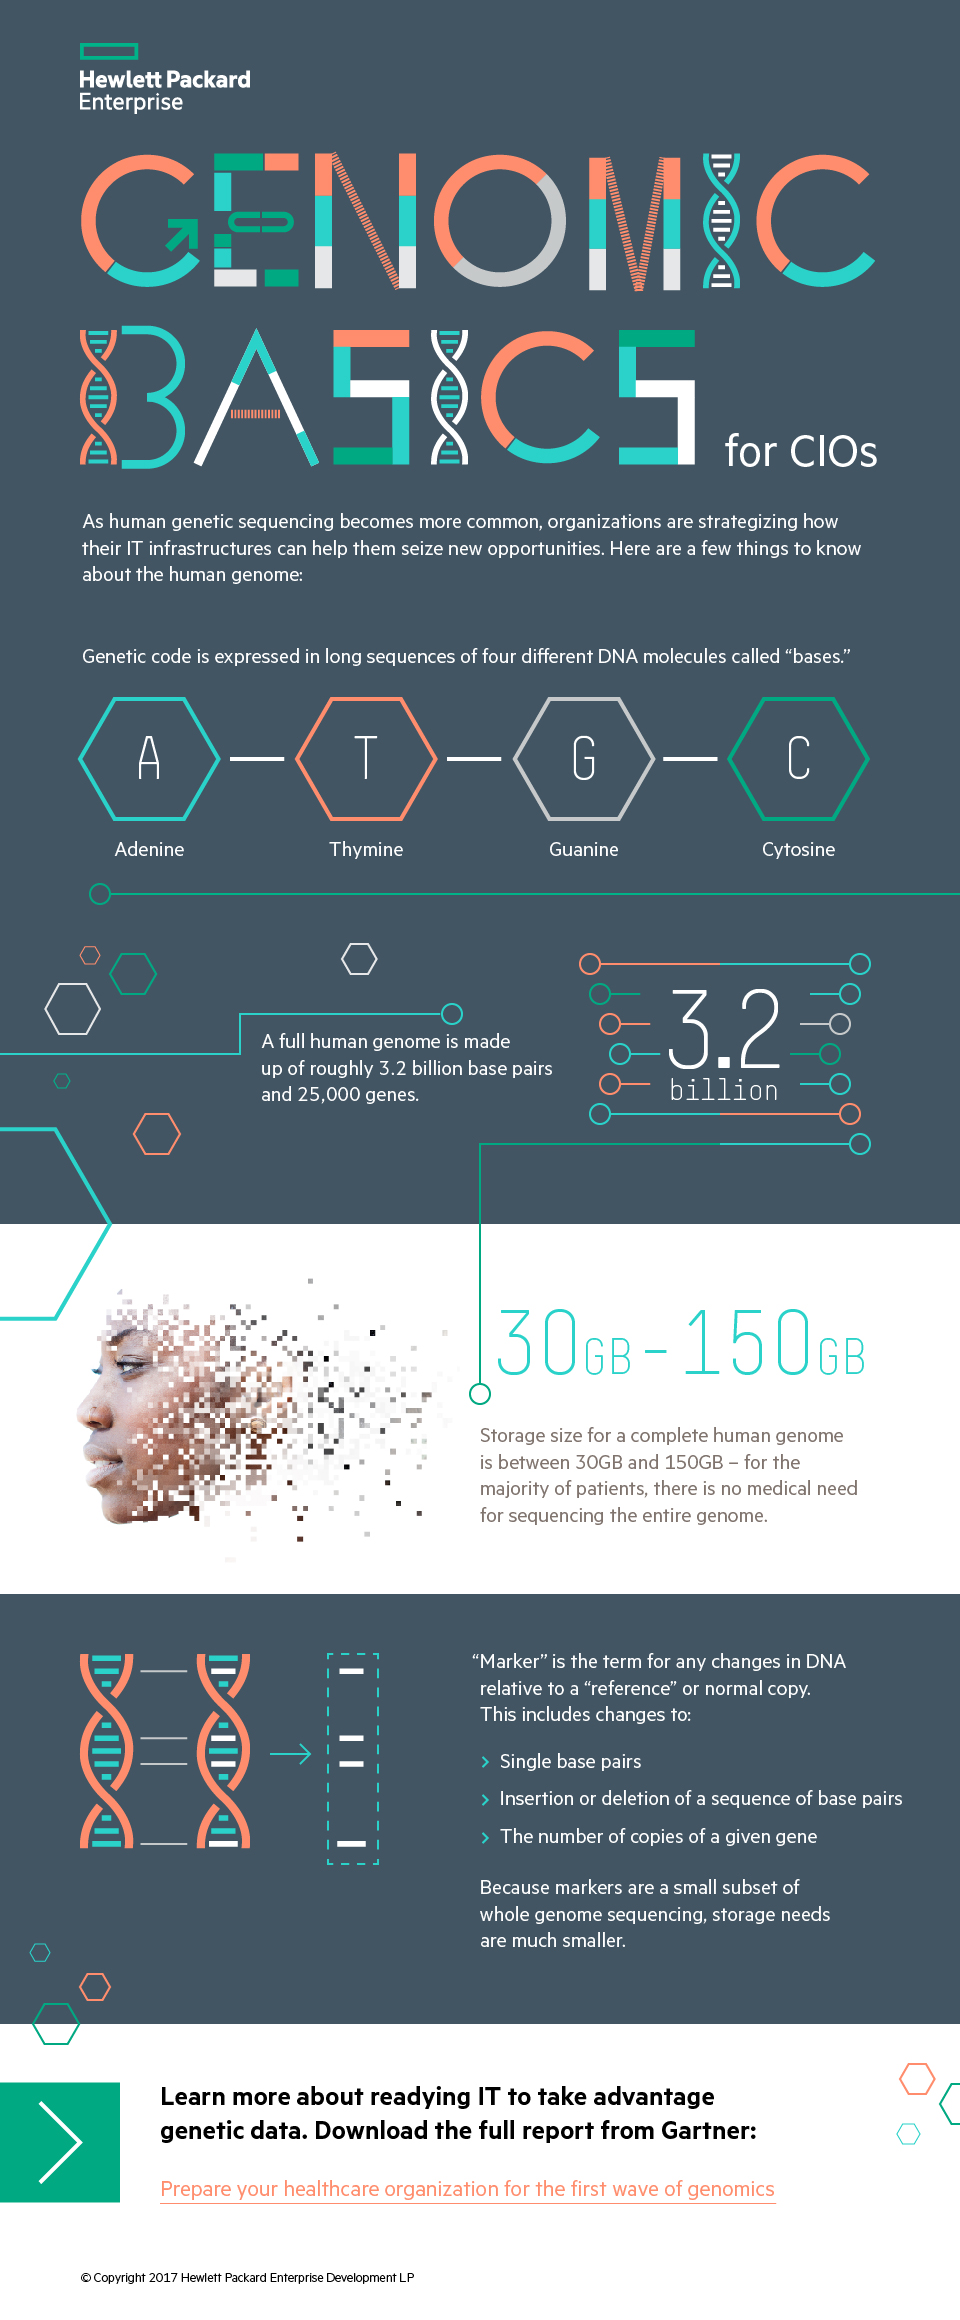 Hewlett Packard
Enterprise
GENOMIC
BASICS for CIOs
As human genetic sequencing becomes more common, organizations are strategizing how
their IT infrastructures can help them seize new opportunities. Here are a few things to know
about the human genome:
Genetic code is expressed in long sequences of four different DNA molecules called “bases.”
A T G C
Adenine Thymine Guanine Cytosine
A full human genome is made
up of roughly 3.2 billion base pairs
and 25,000 genes.
3.2
billion
30GB – 150GB
Storage size for a complete human genome
is between 30GB and 150GB – for the
majority of patients, there is no medical need
for sequencing the entire genome.
“Marker” is the term for any changes in DNA
relative to a “reference” or normal copy.
This includes changes to:
Single base pairs
Insertion or deletion of a sequence of base pairs
The number of copies of a given gene
Because markers are a small subset of
whole genome sequencing, storage needs
are much smaller.
Learn more about readying IT to take advantage
genetic data. Download the full report from Gartner:
Prepare your healthcare organization for the first wave of genomics
© Copyright 2017 Hewlett Packard Enterprise Development LP